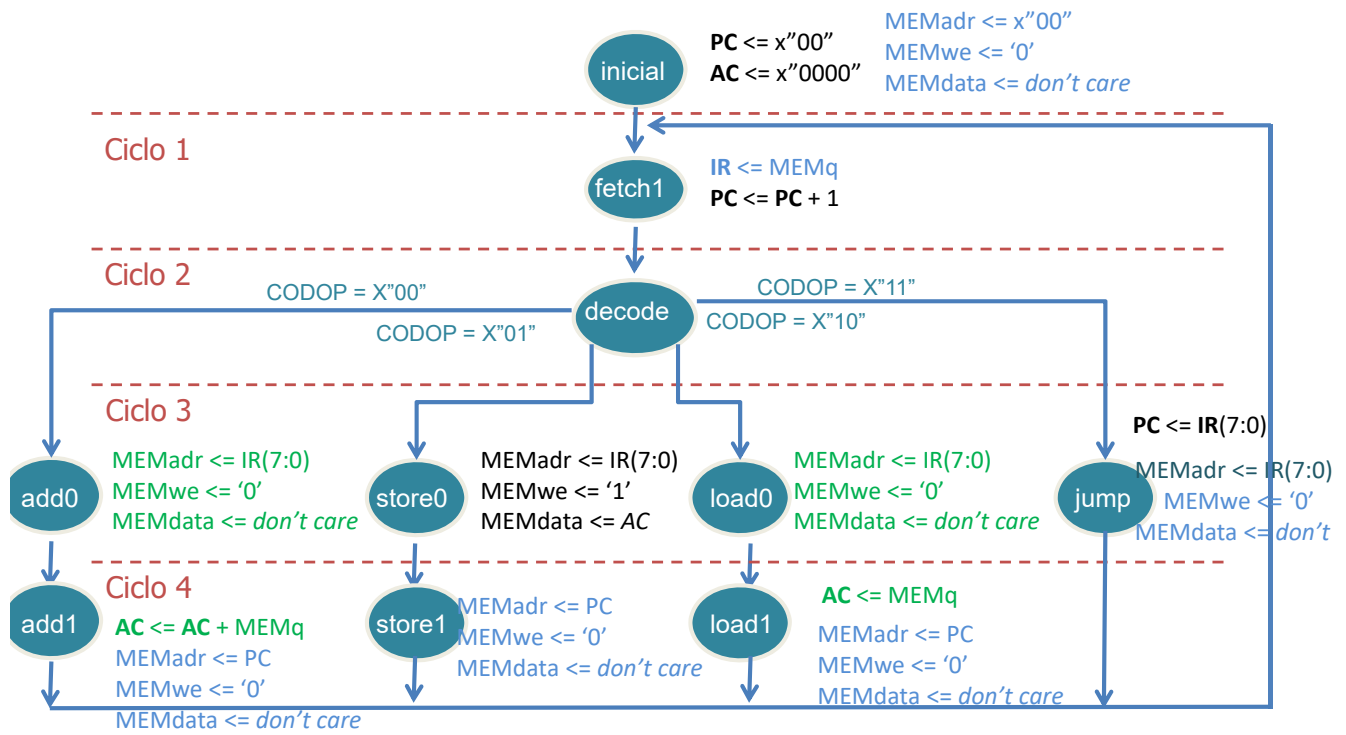 inicial
PC <= x”00”
AC <= x”0000”
MEMadr <= x”00”
MEMwe <= ‘0’
MEMdata <= don’t care
Ciclo 1
fetch1
IR <= MEMq
PC <= PC + 1
Ciclo 2
decode
CODOP = X”00”
CODOP = X”01”
CODOP = X”11”
CODOP = X”10”
Ciclo 3
add0
MEMadr <= IR(7:0)
MEMwe <= ‘0’
MEMdata <= don’t care
store0
MEMadr <= IR(7:0)
MEMwe <= ‘1’
MEMdata <= AC
load0
MEMadr <= IR(7:0)
MEMwe <= ‘0’
MEMdata <= don’t care
jump
PC <= IR(7:0)
MEMadr <= IR(7:0)
MEMwe <= ‘0’
MEMdata <= don’t
Ciclo 4
add1
AC <= AC + MEMq
MEMadr <= PC
MEMwe <= ‘0’
MEMdata <= don’t care
store1
MEMadr <= PC
MEMwe <= ‘0’
MEMdata <= don’t care
load1
AC <= MEMq
MEMadr <= PC
MEMwe <= ‘0’
MEMdata <= don’t care